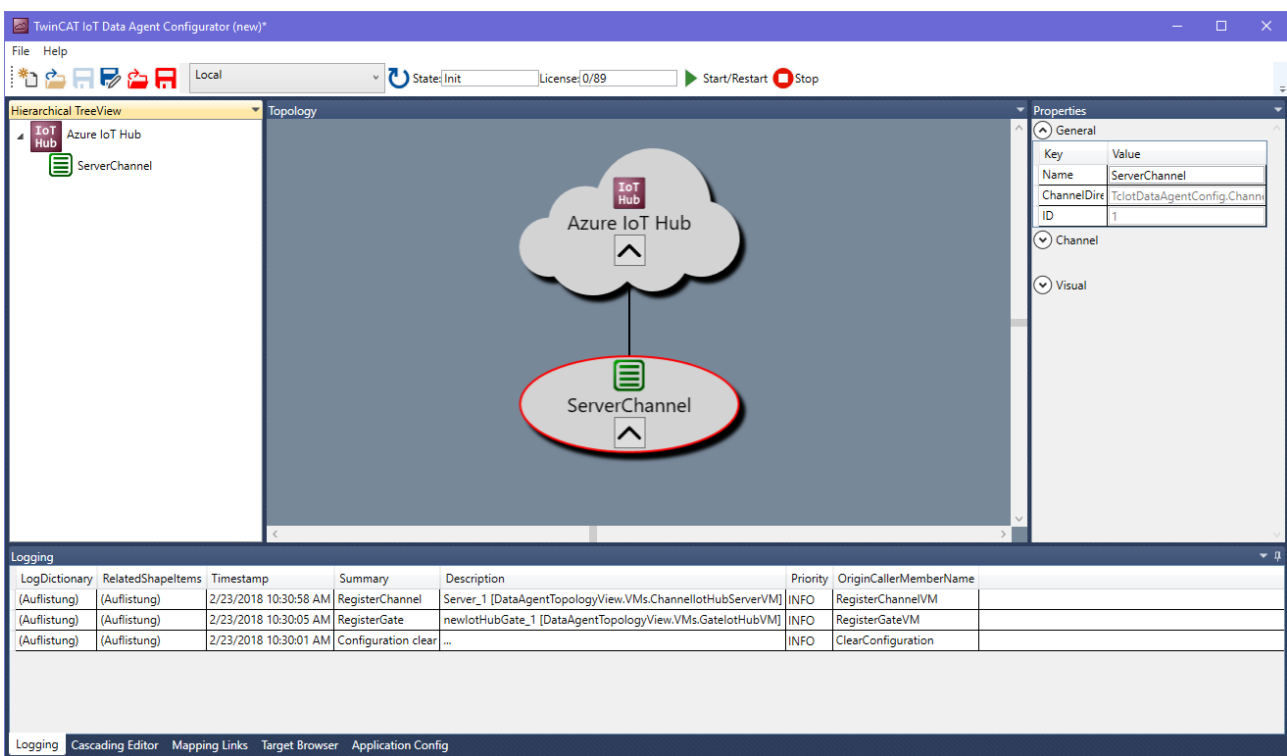 TwinCAT IoT Data Agent Configurator (new)*
File Help
Local State: Init License: 0/89 Start/Restart Stop
Hierarchical TreeView
IoT Hub Azure IoT Hub
ServerChannel
Topology
IoT
Hub
Azure IoT Hub
ServerChannel
Properties
General
Key Value
Name ServerChannel
ChannelDire TcIotDataAgentConfig.Channe
ID 1
Channel
Visual
Logging
LogDictionary RelatedShapeItems Timestamp Summary Description Priority OriginCallerMemberName
(Auflistung) (Auflistung) 2/23/2018 10:30:58 AM RegisterChannel Server_1 [DataAgentTopologyView.VMs.ChannelIotHubServerVM] INFO RegisterChannelVM
(Auflistung) (Auflistung) 2/23/2018 10:30:05 AM RegisterGate newIotHubGate_1 [DataAgentTopologyView.VMs.GateIotHubVM] INFO RegisterGateVM
(Auflistung) (Auflistung) 2/23/2018 10:30:01 AM Configuration clear ... INFO ClearConfiguration
Logging Cascading Editor Mapping Links Target Browser Application Config